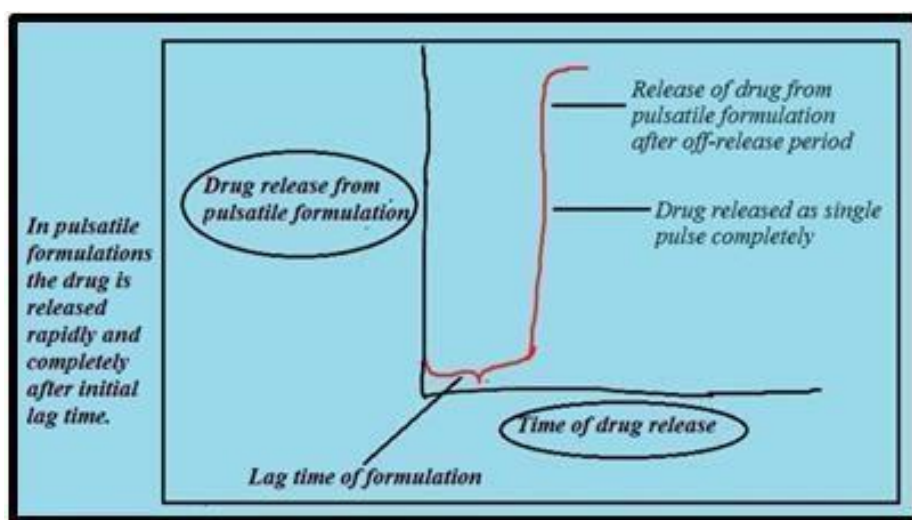 In pulsatile
formulations
the drug is
released
rapidly and
completely
after initial
lag time.
Drug release from
pulsatile formulation
Release of drug from
pulsatile formulation
after off-release period
Drug released as single
pulse completely
Time of drug release
Lag time of formulation